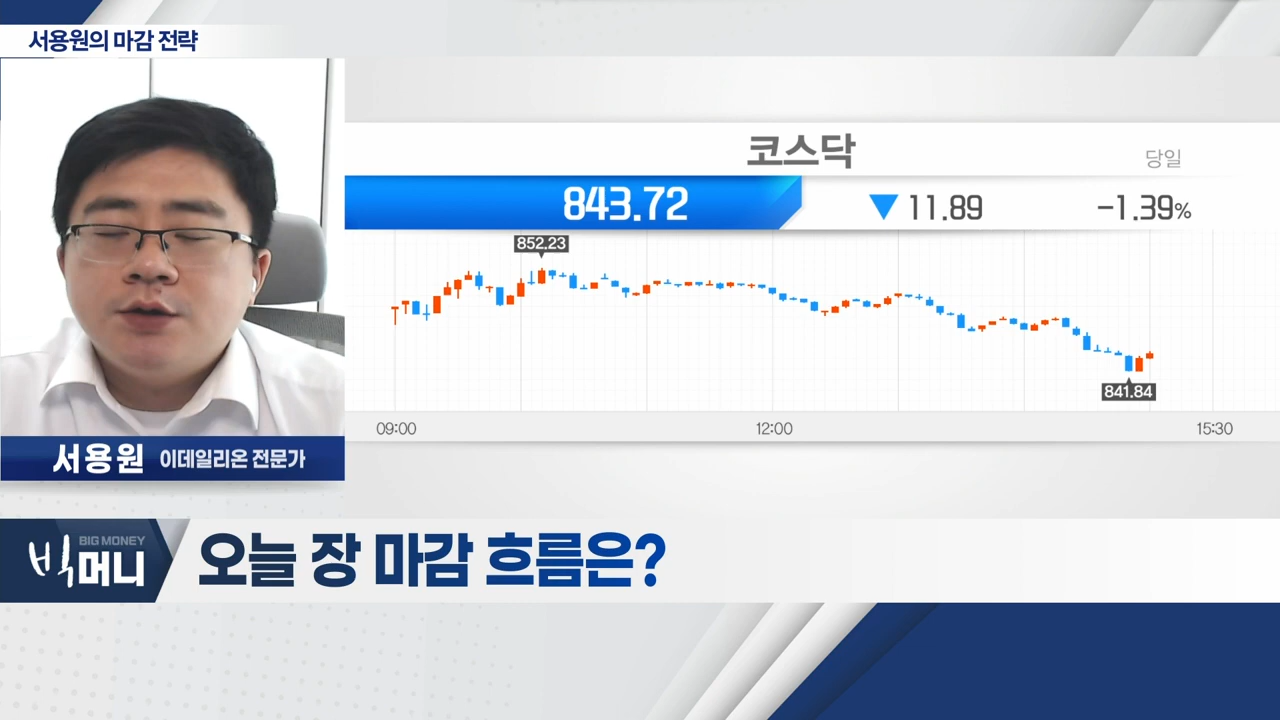 서용원의 마감 전략
코스닥
당일
843.72
▼ 11.89
-1.39%
852.23
841.84
09:00
12:00
15:30
서용원 이데일리온 전문가
BIG MONEY
빅머니
오늘 장 마감 흐름은?